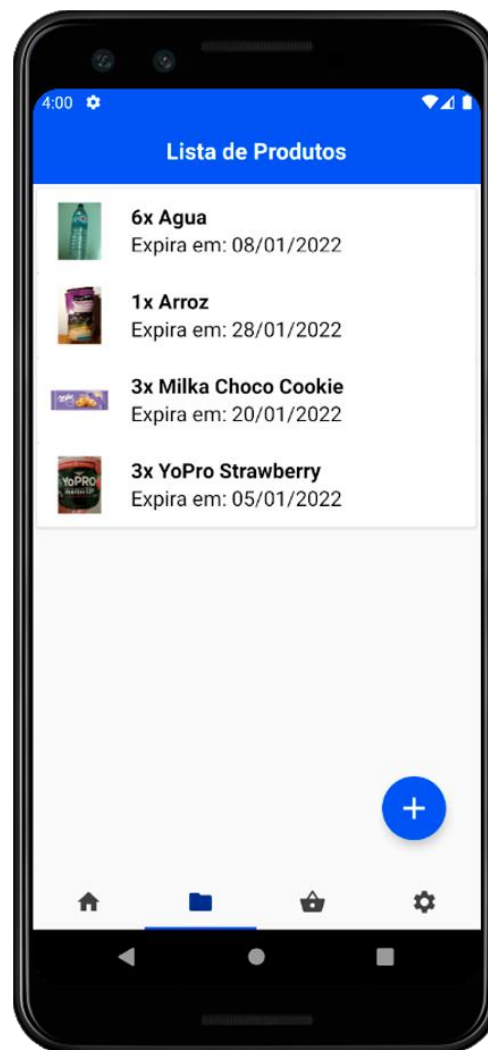 4:00
Lista de Produtos
6x Agua
Expira em: 08/01/2022
1x Arroz
Expira em: 28/01/2022
3x Milka Choco Cookie
Expira em: 20/01/2022
YoPRO
3x YoPro Strawberry
Expira em: 05/01/2022
+